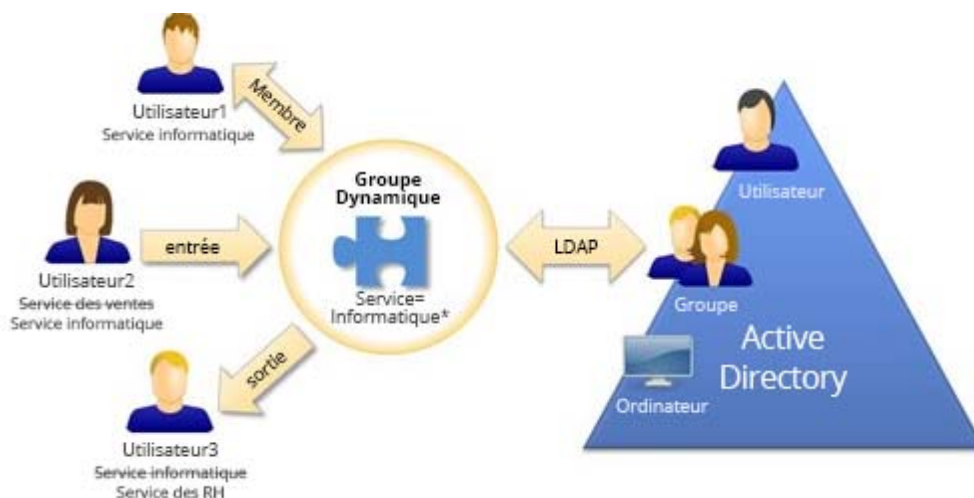 Utilisateur1
Service informatique
Membre
Utilisateur2
Service des ventes
Service informatique
entrée
Utilisateur3
Service informatique
Service des RH
sortie
Groupe
Dynamique
Service=
Informatique*
LDAP
Utilisateur
Groupe
Ordinateur
Active
Directory